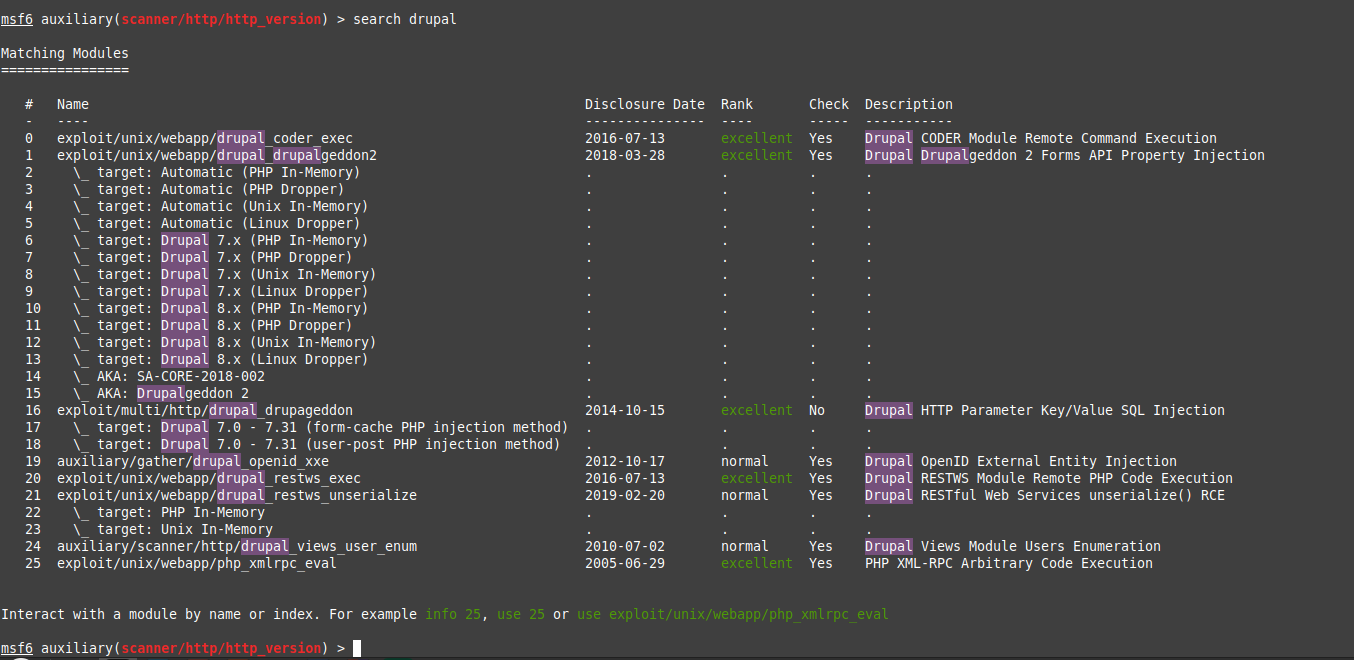 msf6 auxiliary(scanner/http/http_version) > search drupal
Matching Modules
================
#   Name   Disclosure Date   Rank   Check   Description
-   ----   ---------------   ----   -----   -----------
0   exploit/unix/webapp/drupal_coder_exec   2016-07-13   excellent   Yes   Drupal CODER Module Remote Command Execution
1   exploit/unix/webapp/drupal_drupalgeddon2   2018-03-28   excellent   Yes   Drupal Drupalgeddon 2 Forms API Property Injection
2   \_ target: Automatic (PHP In-Memory)   .   .   .   .
3   \_ target: Automatic (PHP Dropper)   .   .   .   .
4   \_ target: Automatic (Unix In-Memory)   .   .   .   .
5   \_ target: Automatic (Linux Dropper)   .   .   .   .
6   \_ target: Drupal 7.x (PHP In-Memory)   .   .   .   .
7   \_ target: Drupal 7.x (PHP Dropper)   .   .   .   .
8   \_ target: Drupal 7.x (Unix In-Memory)   .   .   .   .
9   \_ target: Drupal 7.x (Linux Dropper)   .   .   .   .
10   \_ target: Drupal 8.x (PHP In-Memory)   .   .   .   .
11   \_ target: Drupal 8.x (PHP Dropper)   .   .   .   .
12   \_ target: Drupal 8.x (Unix In-Memory)   .   .   .   .
13   \_ target: Drupal 8.x (Linux Dropper)   .   .   .   .
14   \_ AKA: SA-CORE-2018-002   .   .   .   .
15   \_ AKA: Drupalgeddon 2   .   .   .   .
16   exploit/multi/http/drupal_drupageddon   2014-10-15   excellent   No   Drupal HTTP Parameter Key/Value SQL Injection
17   \_ target: Drupal 7.0 - 7.31 (form-cache PHP injection method)   .   .   .   .
18   \_ target: Drupal 7.0 - 7.31 (user-post PHP injection method)   .   .   .   .
19   auxiliary/gather/drupal_openid_xxe   2012-10-17   normal   Yes   Drupal OpenID External Entity Injection
20   exploit/unix/webapp/drupal_restws_exec   2016-07-13   excellent   Yes   Drupal RESTWS Module Remote PHP Code Execution
21   exploit/unix/webapp/drupal_restws_unserialize   2019-02-20   normal   Yes   Drupal RESTful Web Services unserialize() RCE
22   \_ target: PHP In-Memory   .   .   .   .
23   \_ target: Unix In-Memory   .   .   .   .
24   auxiliary/scanner/http/drupal_views_user_enum   2010-07-02   normal   Yes   Drupal Views Module Users Enumeration
25   exploit/unix/webapp/php_xmlrpc_eval   2005-06-29   excellent   Yes   PHP XML-RPC Arbitrary Code Execution
Interact with a module by name or index. For example info 25, use 25 or use exploit/unix/webapp/php_xmlrpc_eval
msf6 auxiliary(scanner/http/http_version) >